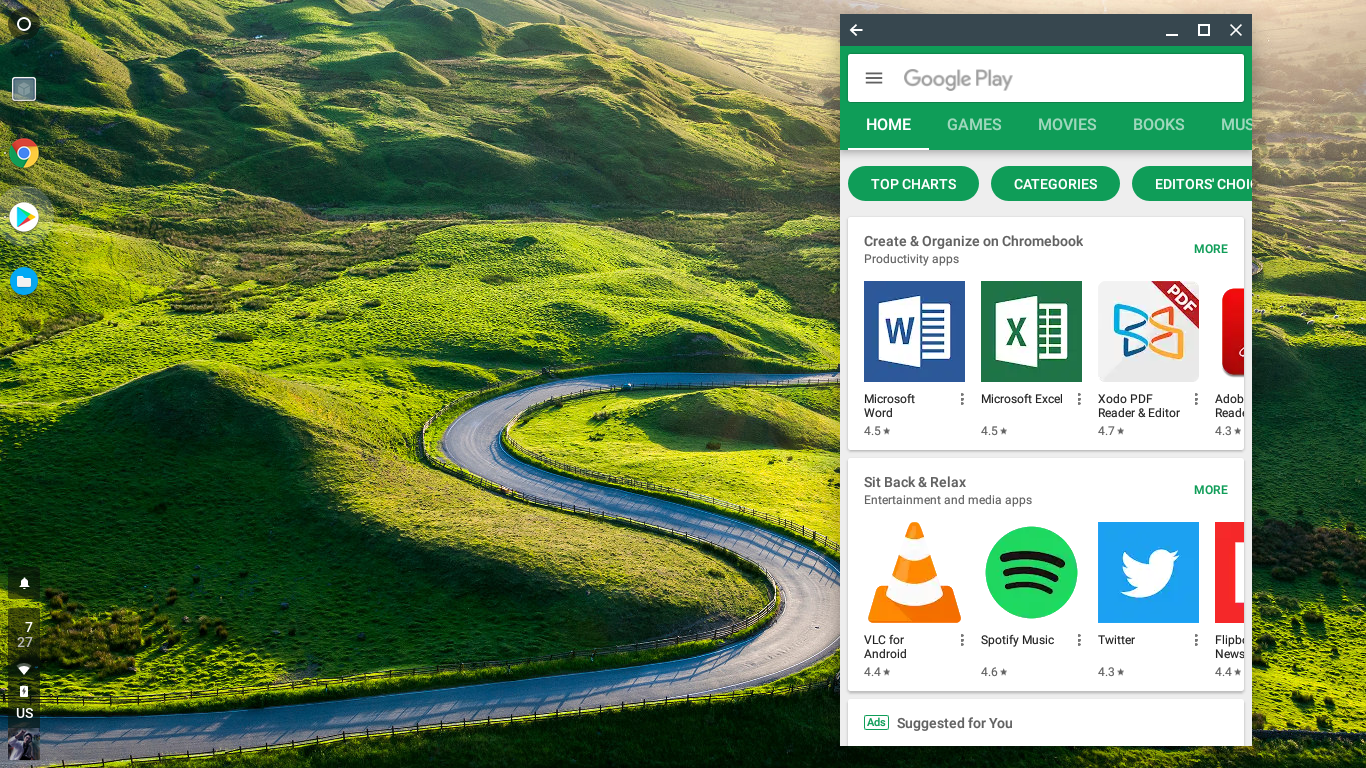 Google Play
HOME GAMES MOVIES BOOKS MUS
TOP CHARTS CATEGORIES EDITORS' CHOI
Create & Organize on Chromebook
Productivity apps
MORE
W
X
PDF
Microsoft
Word
4.5
Microsoft Excel
4.5
Xodo PDF
Reader & Editor
4.7
Adob
Reade
4.3
Sit Back & Relax
Entertainment and media apps
MORE
VLC for
Android
4.4
Spotify Music
4.6
Twitter
4.3
Flipbo
News
4.4
Ads Suggested for You
7
27
US